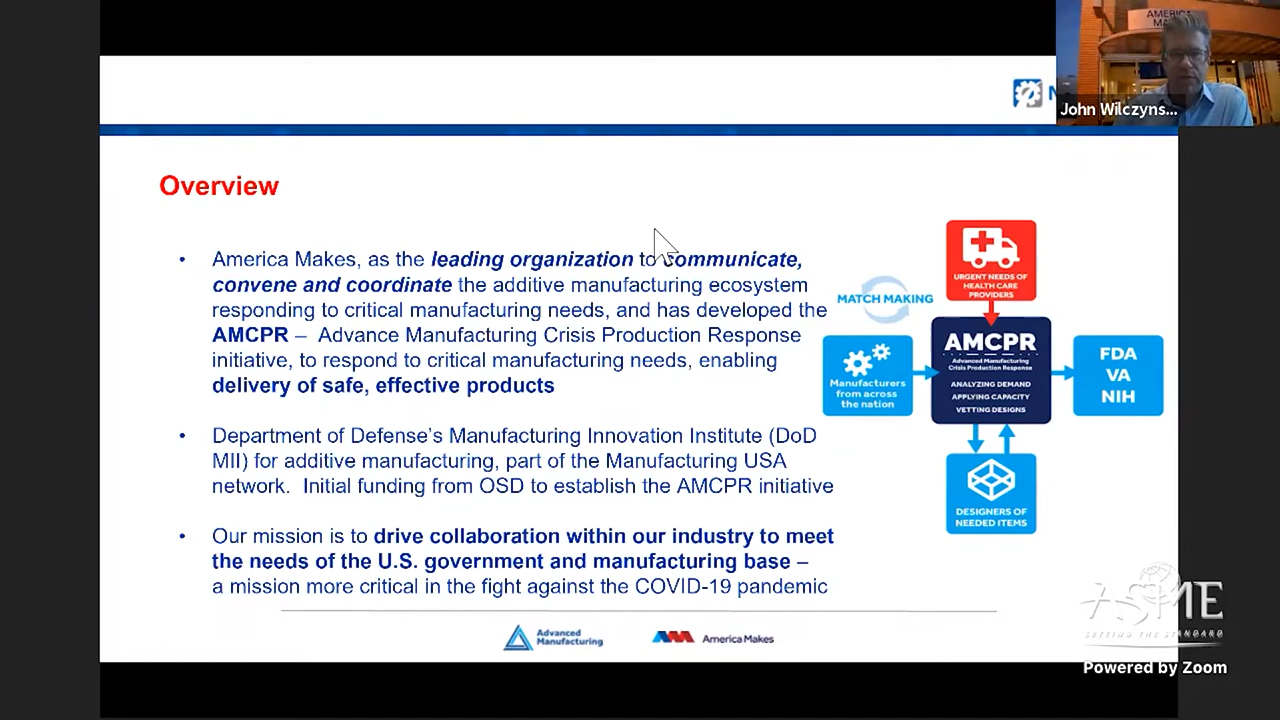 AMERICA
MA
John Wilczyns...
Overview
• America Makes, as the leading organization to communicate,
convene and coordinate the additive manufacturing ecosystem
responding to critical manufacturing needs, and has developed the
AMCPR – Advance Manufacturing Crisis Production Response
initiative, to respond to critical manufacturing needs, enabling
delivery of safe, effective products
• Department of Defense's Manufacturing Innovation Institute (DoD
MII) for additive manufacturing, part of the Manufacturing USA
network. Initial funding from OSD to establish the AMCPR initiative
• Our mission is to drive collaboration within our industry to meet
the needs of the U.S. government and manufacturing base –
a mission more critical in the fight against the COVID-19 pandemic
URGENT NEEDS OF
HEALTH CARE
PROVIDERS
MATCH MAKING
Manufacturers
from across
the nation
AMCPR
Advanced Manufacturing
Crisis Production Response
ANALYZING DEMAND
APPLYING CAPACITY
VETTING DESIGNS
FDA
VA
NIH
DESIGNERS OF
NEEDED ITEMS
Advanced
Manufacturing
America Makes
ASME
SETTING THE STANDARD
Powered by Zoom